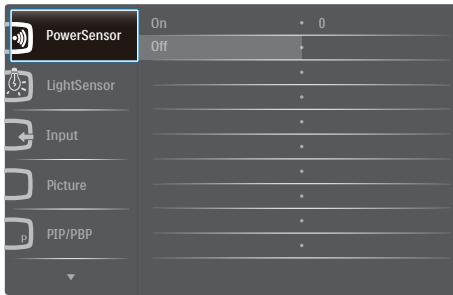 PowerSensor
On • 0
Off •
•
LightSensor
•
•
Input
•
•
Picture
•
•
P PIP/PBP
•